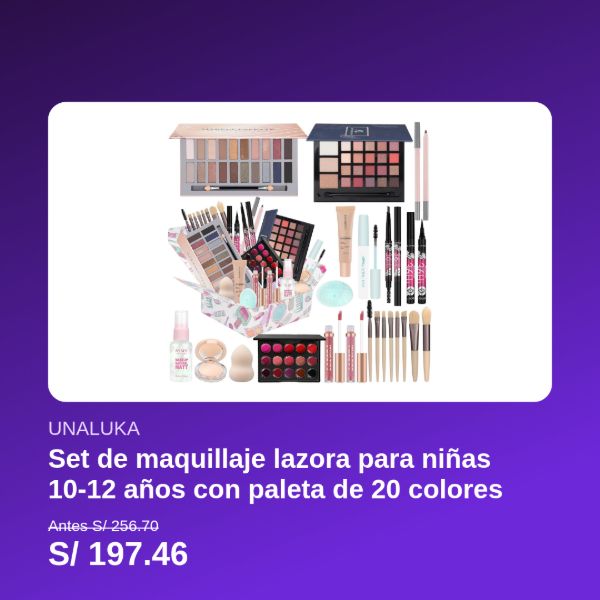 UNALUKA
Set de maquillaje lazora para niñas
10-12 años con paleta de 20 colores
Antes S/ 256.70
S/ 197.46